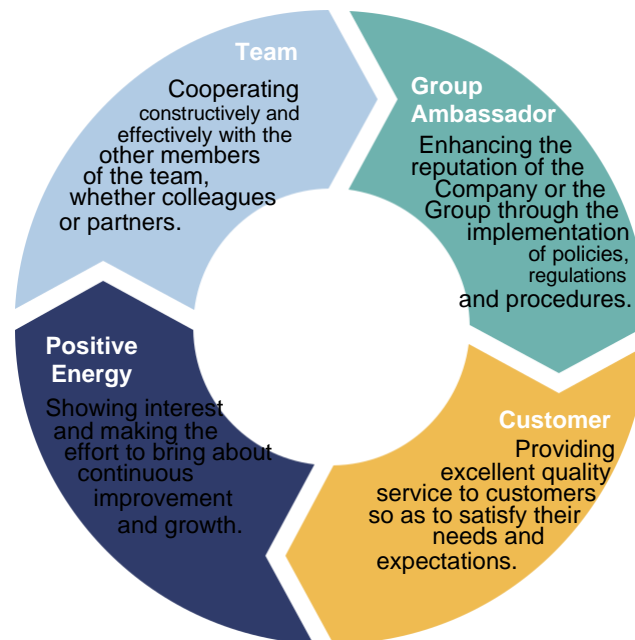 Team
Cooperating
constructively and
effectively with the
other members
of the team,
whether colleagues
or partners.
Group
Ambassador
Enhancing the
reputation of the
Company or the
Group through the
implementation
of policies,
regulations
and procedures.
Positive
Energy
Showing interest
and making the
effort to bring about
continuous
improvement
and growth.
Customer
Providing
excellent quality
service to customers
so as to satisfy their
needs and
expectations.